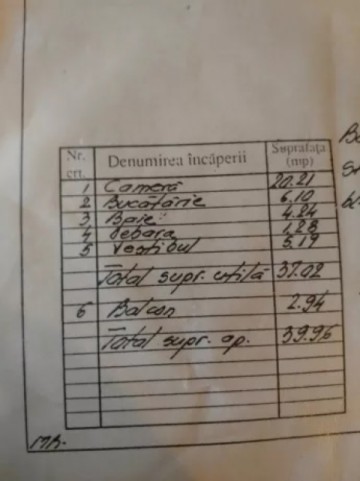 Nr. crt. Denumirea încăperii Suprafața (mp)
1 Cameră 20.21
2 Bucătărie 6.10
3 Baie 4.24
4 Debara 1.28
5 Vestibul 5.19
Total supr. utilă 37.02
6 Balcon 2.94
Total supr. ap. 39.96